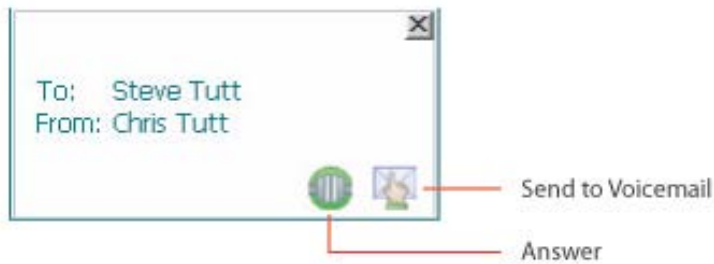 To: Steve Tutt
From: Chris Tutt
Send to Voicemail
Answer